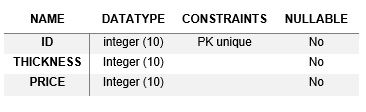 NAME DATATYPE CONSTRAINTS NULLABLE
ID integer (10) PK unique No
THICKNESS Integer (10) No
PRICE Integer (10) No